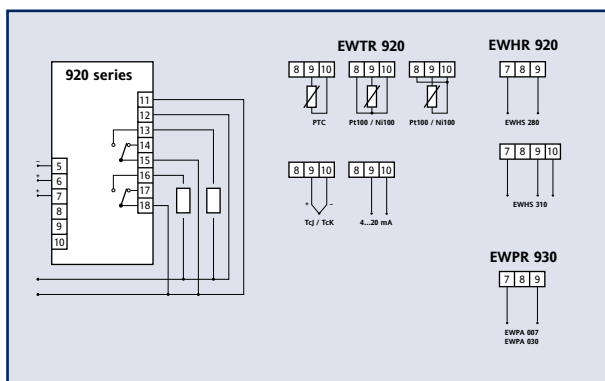 920 series
11
12
13
14
15
16
17
18
– 5
+ 6
+ 7
8
9
10
EWTR 920
8 9 10
PTC
8 9 10
Pt100 / Ni100
8 9 10
Pt100 / Ni100
8 9 10
+ –
TcJ / TcK
8 9 10
4...20 mA
EWHR 920
7 8 9
EWHS 280
7 8 9 10
EWHS 310
EWPR 930
7 8 9
EWPA 007
EWPA 030